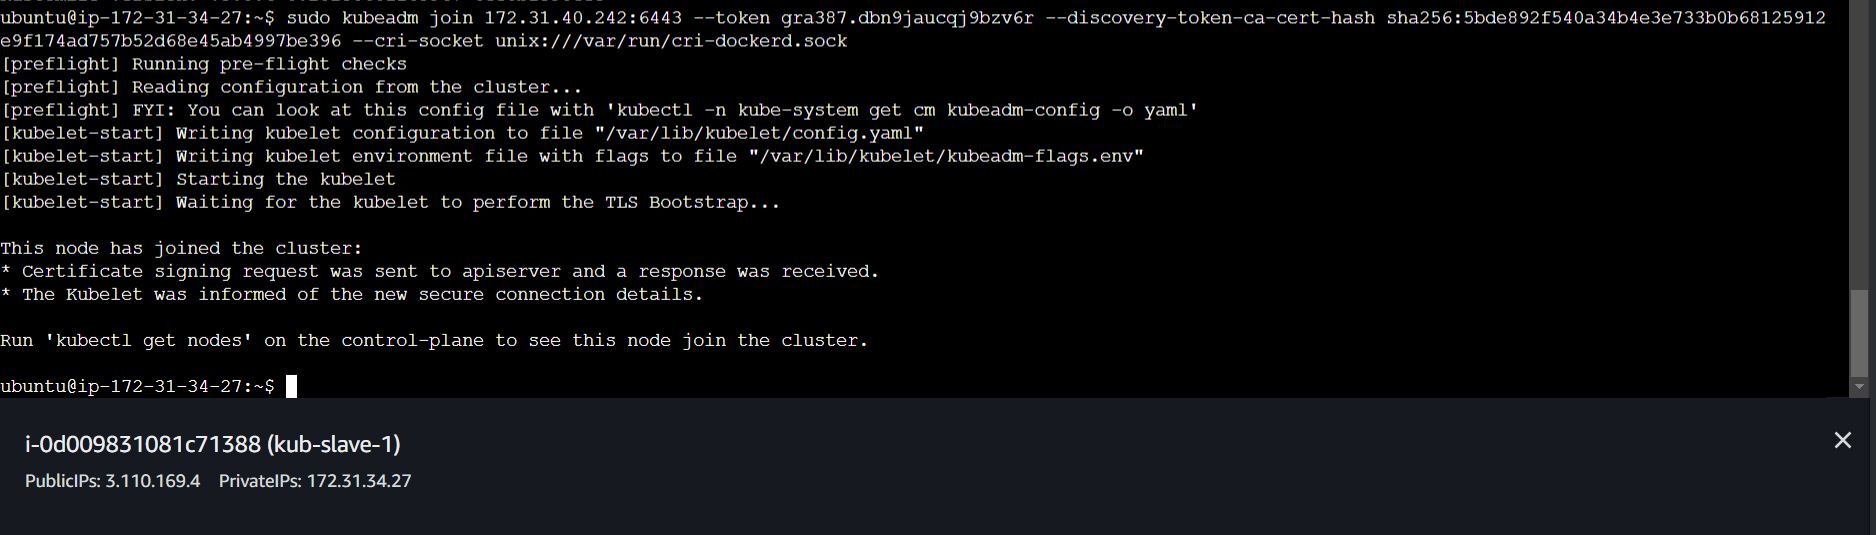 ubuntu@ip-172-31-34-27:~$ sudo kubeadm join 172.31.40.242:6443 --token gra387.dbn9jaucqj9bzv6r --discovery-token-ca-cert-hash sha256:5bde892f540a34b4e3e733b0b68125912
e9f174ad757b52d68e45ab4997be396 --cri-socket unix:///var/run/cri-dockerd.sock
[preflight] Running pre-flight checks
[preflight] Reading configuration from the cluster...
[preflight] FYI: You can look at this config file with 'kubectl -n kube-system get cm kubeadm-config -o yaml'
[kubelet-start] Writing kubelet configuration to file "/var/lib/kubelet/config.yaml"
[kubelet-start] Writing kubelet environment file with flags to file "/var/lib/kubelet/kubeadm-flags.env"
[kubelet-start] Starting the kubelet
[kubelet-start] Waiting for the kubelet to perform the TLS Bootstrap...
This node has joined the cluster:
* Certificate signing request was sent to apiserver and a response was received.
* The Kubelet was informed of the new secure connection details.
Run 'kubectl get nodes' on the control-plane to see this node join the cluster.
ubuntu@ip-172-31-34-27:~$
i-0d009831081c71388 (kub-slave-1)
PublicIPs: 3.110.169.4 PrivateIPs: 172.31.34.27